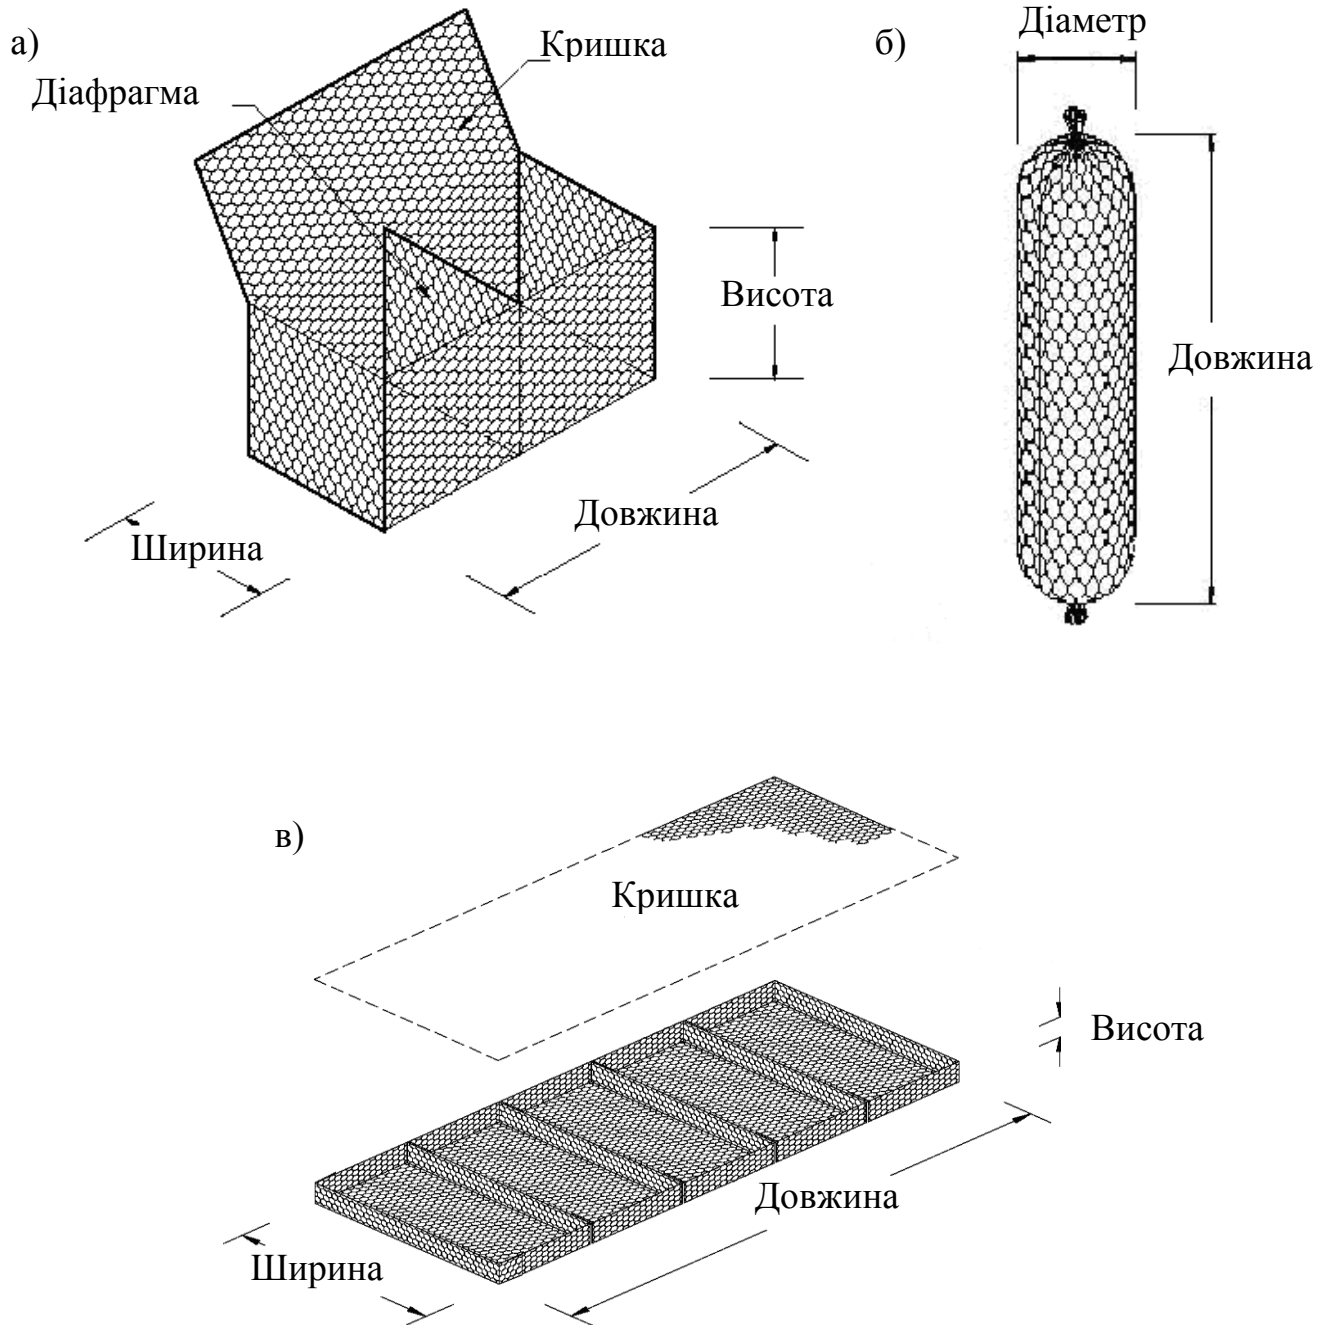 а)
Кришка
Діафрагма
Висота
Довжина
Ширина
б)
Діаметр
Довжина
в)
Кришка
Висота
Довжина
Ширина